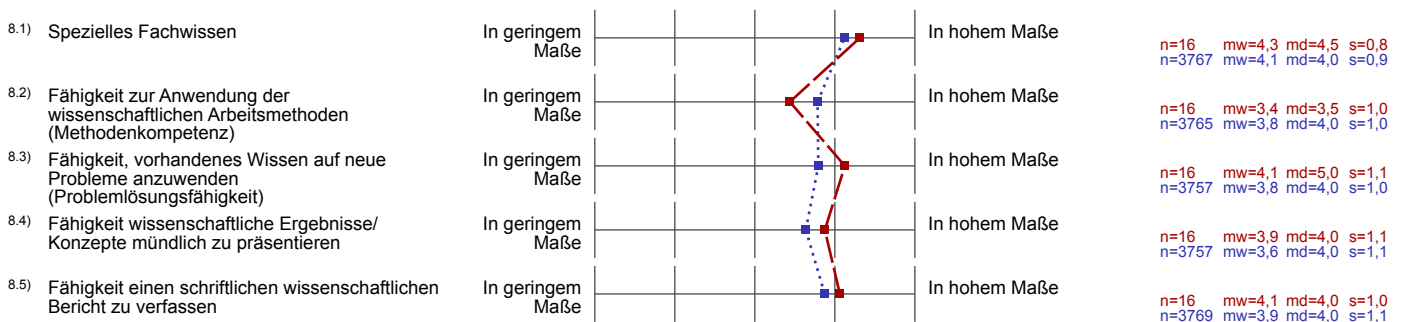 8.1) Spezielles Fachwissen In geringem Maße In hohem Maße
n=16 mw=4,3 md=4,5 s=0,8
n=3767 mw=4,1 md=4,0 s=0,9
8.2) Fähigkeit zur Anwendung der
wissenschaftlichen Arbeitsmethoden
(Methodenkompetenz)
In geringem
Maße
In hohem Maße
n=16 mw=3,4 md=3,5 s=1,0
n=3765 mw=3,8 md=4,0 s=1,0
8.3) Fähigkeit, vorhandenes Wissen auf neue
Probleme anzuwenden
(Problemlösungsfähigkeit)
In geringem
Maße
In hohem Maße
n=16 mw=4,1 md=5,0 s=1,1
n=3757 mw=3,8 md=4,0 s=1,0
8.4) Fähigkeit wissenschaftliche Ergebnisse/
Konzepte mündlich zu präsentieren
In geringem
Maße
In hohem Maße
n=16 mw=3,9 md=4,0 s=1,1
n=3757 mw=3,6 md=4,0 s=1,1
8.5) Fähigkeit einen schriftlichen wissenschaftlichen
Bericht zu verfassen
In geringem
Maße
In hohem Maße
n=16 mw=4,1 md=4,0 s=1,0
n=3769 mw=3,9 md=4,0 s=1,1